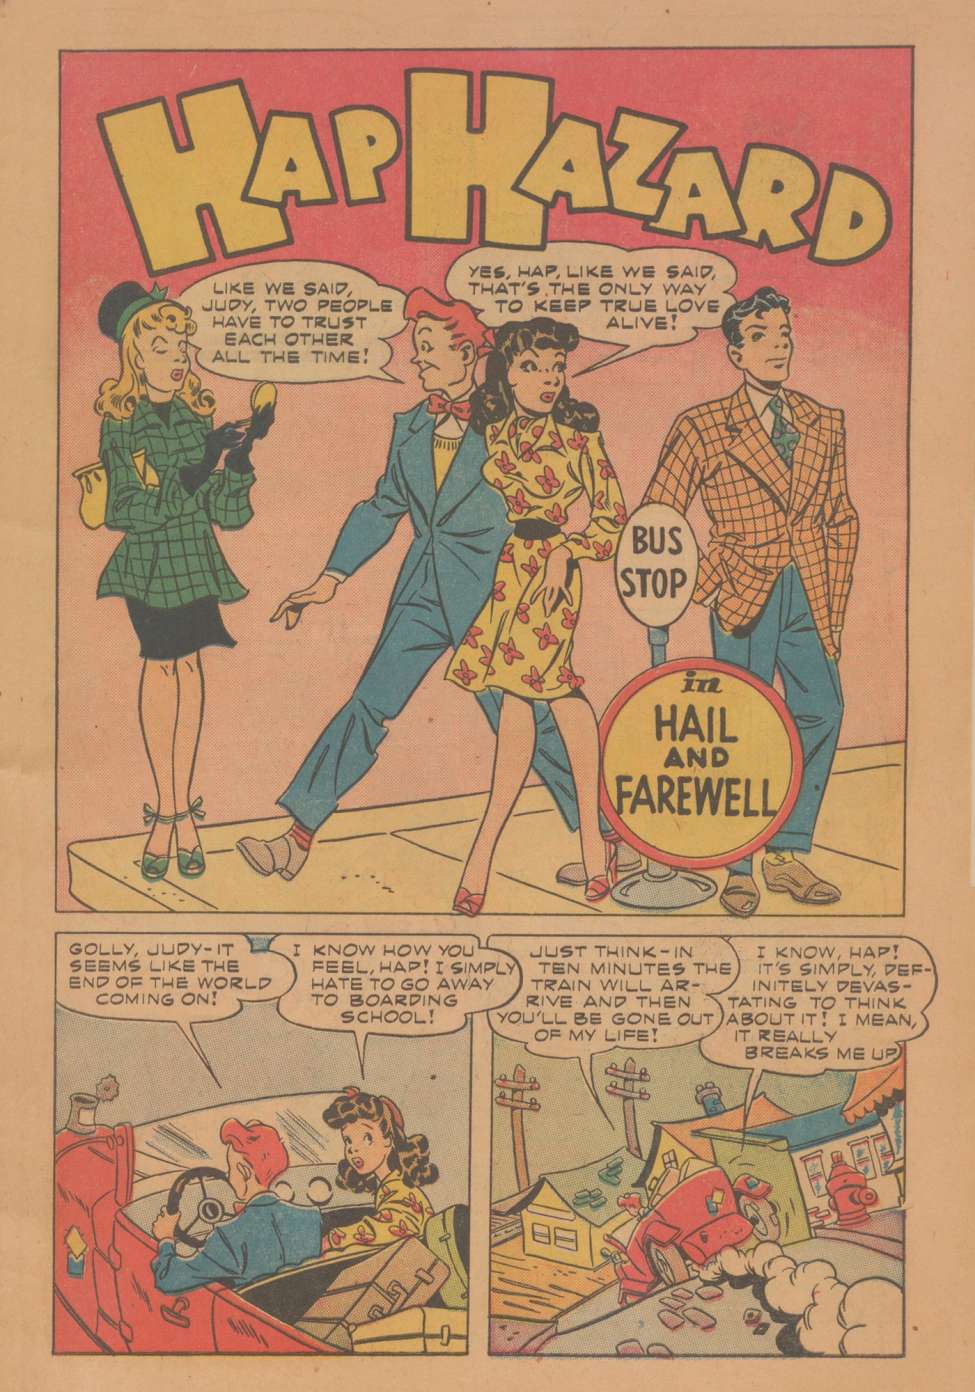 HAP HAZARD
LIKE WE SAID,
JUDY, TWO PEOPLE
HAVE TO TRUST
EACH OTHER
ALL THE TIME!
YES, HAP, LIKE WE SAID,
THAT'S THE ONLY WAY
TO KEEP TRUE LOVE
ALIVE!
BUS
STOP
in
HAIL
AND
FAREWELL
GOLLY, JUDY-IT
SEEMS LIKE THE
END OF THE WORLD
COMING ON!
I KNOW HOW YOU
FEEL, HAP! I SIMPLY
HATE TO GO AWAY
TO BOARDING
SCHOOL!
JUST THINK-IN
TEN MINUTES THE
TRAIN WILL AR-
RIVE AND THEN
YOU'LL BE GONE OUT
OF MY LIFE!
I KNOW, HAP!
IT'S SIMPLY, DEF-
INITELY DEVAS-
TATING TO THINK
ABOUT IT! I MEAN,
IT REALLY
BREAKS ME UP